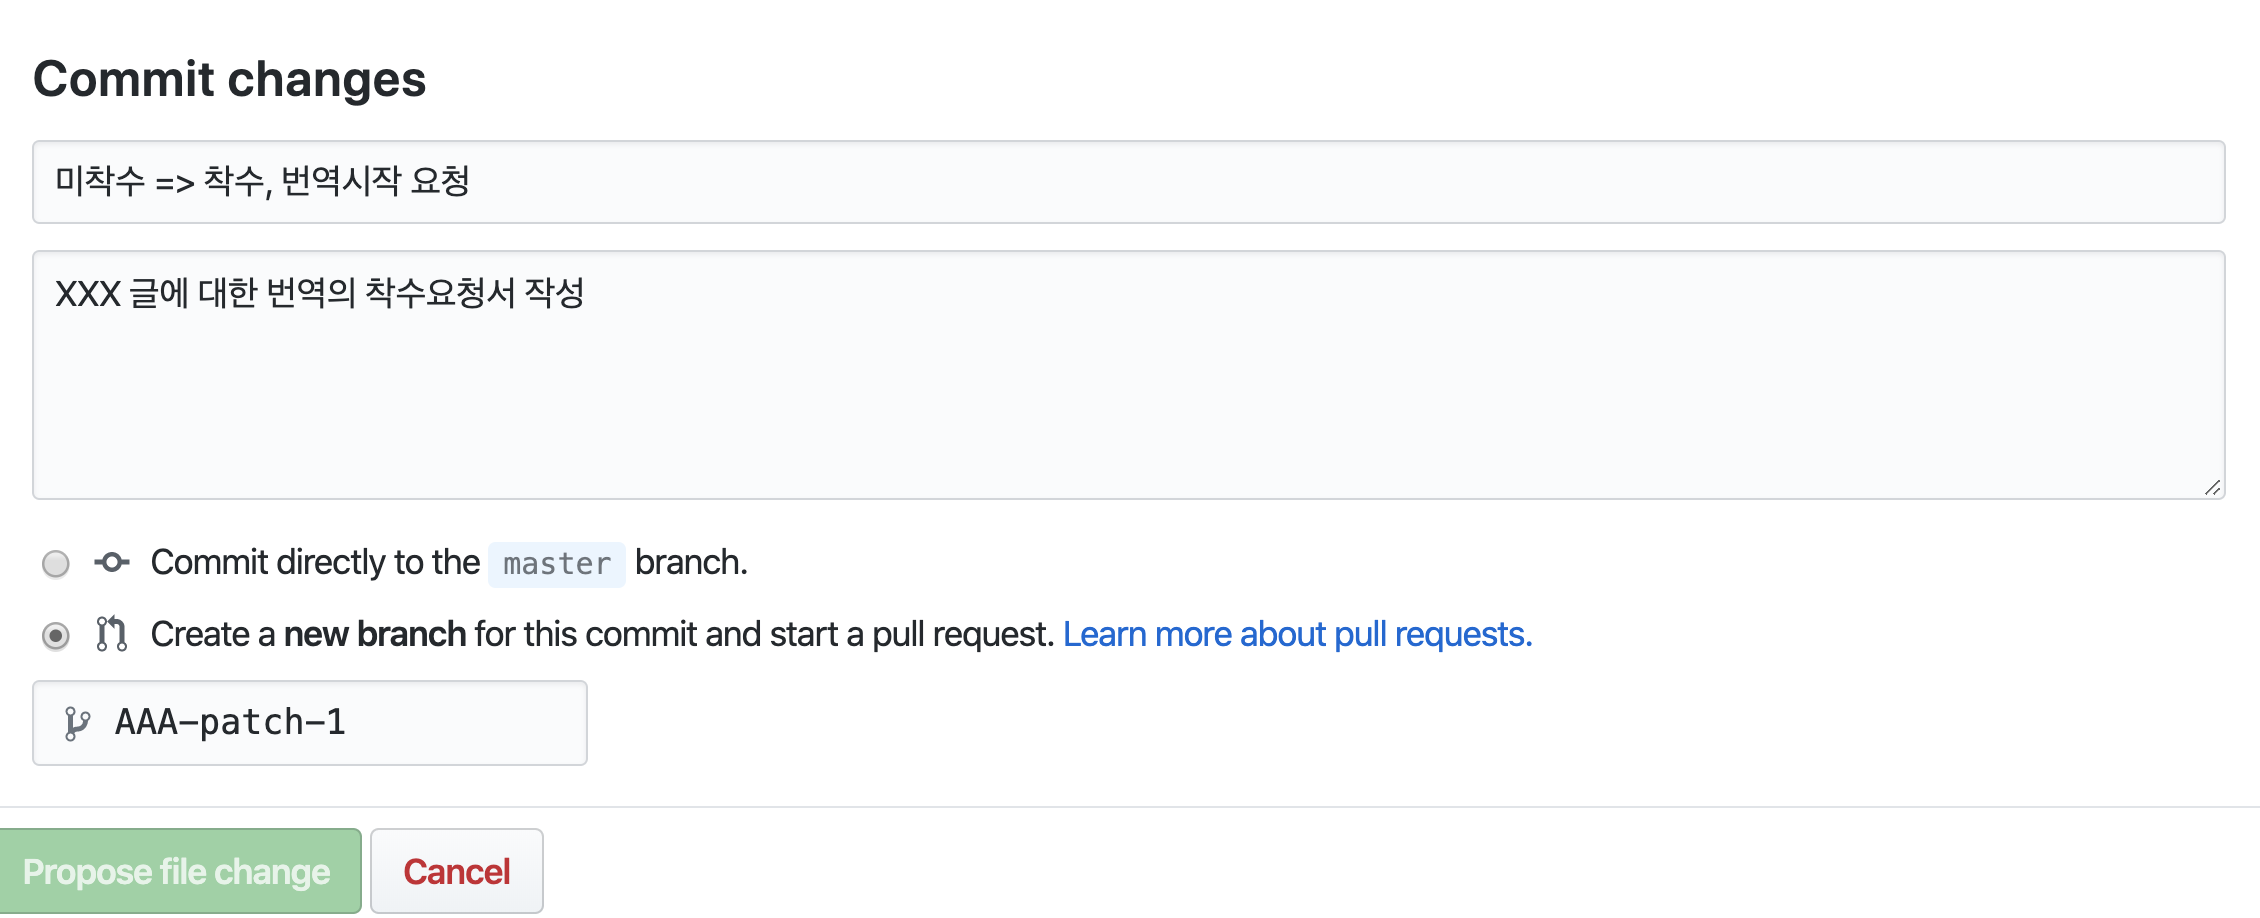 Commit changes
미착수 => 착수, 번역시작 요청
XXX 글에 대한 번역의 착수요청서 작성
Commit directly to the master branch.
Create a new branch for this commit and start a pull request. Learn more about pull requests.
AAA-patch-1
Propose file change Cancel